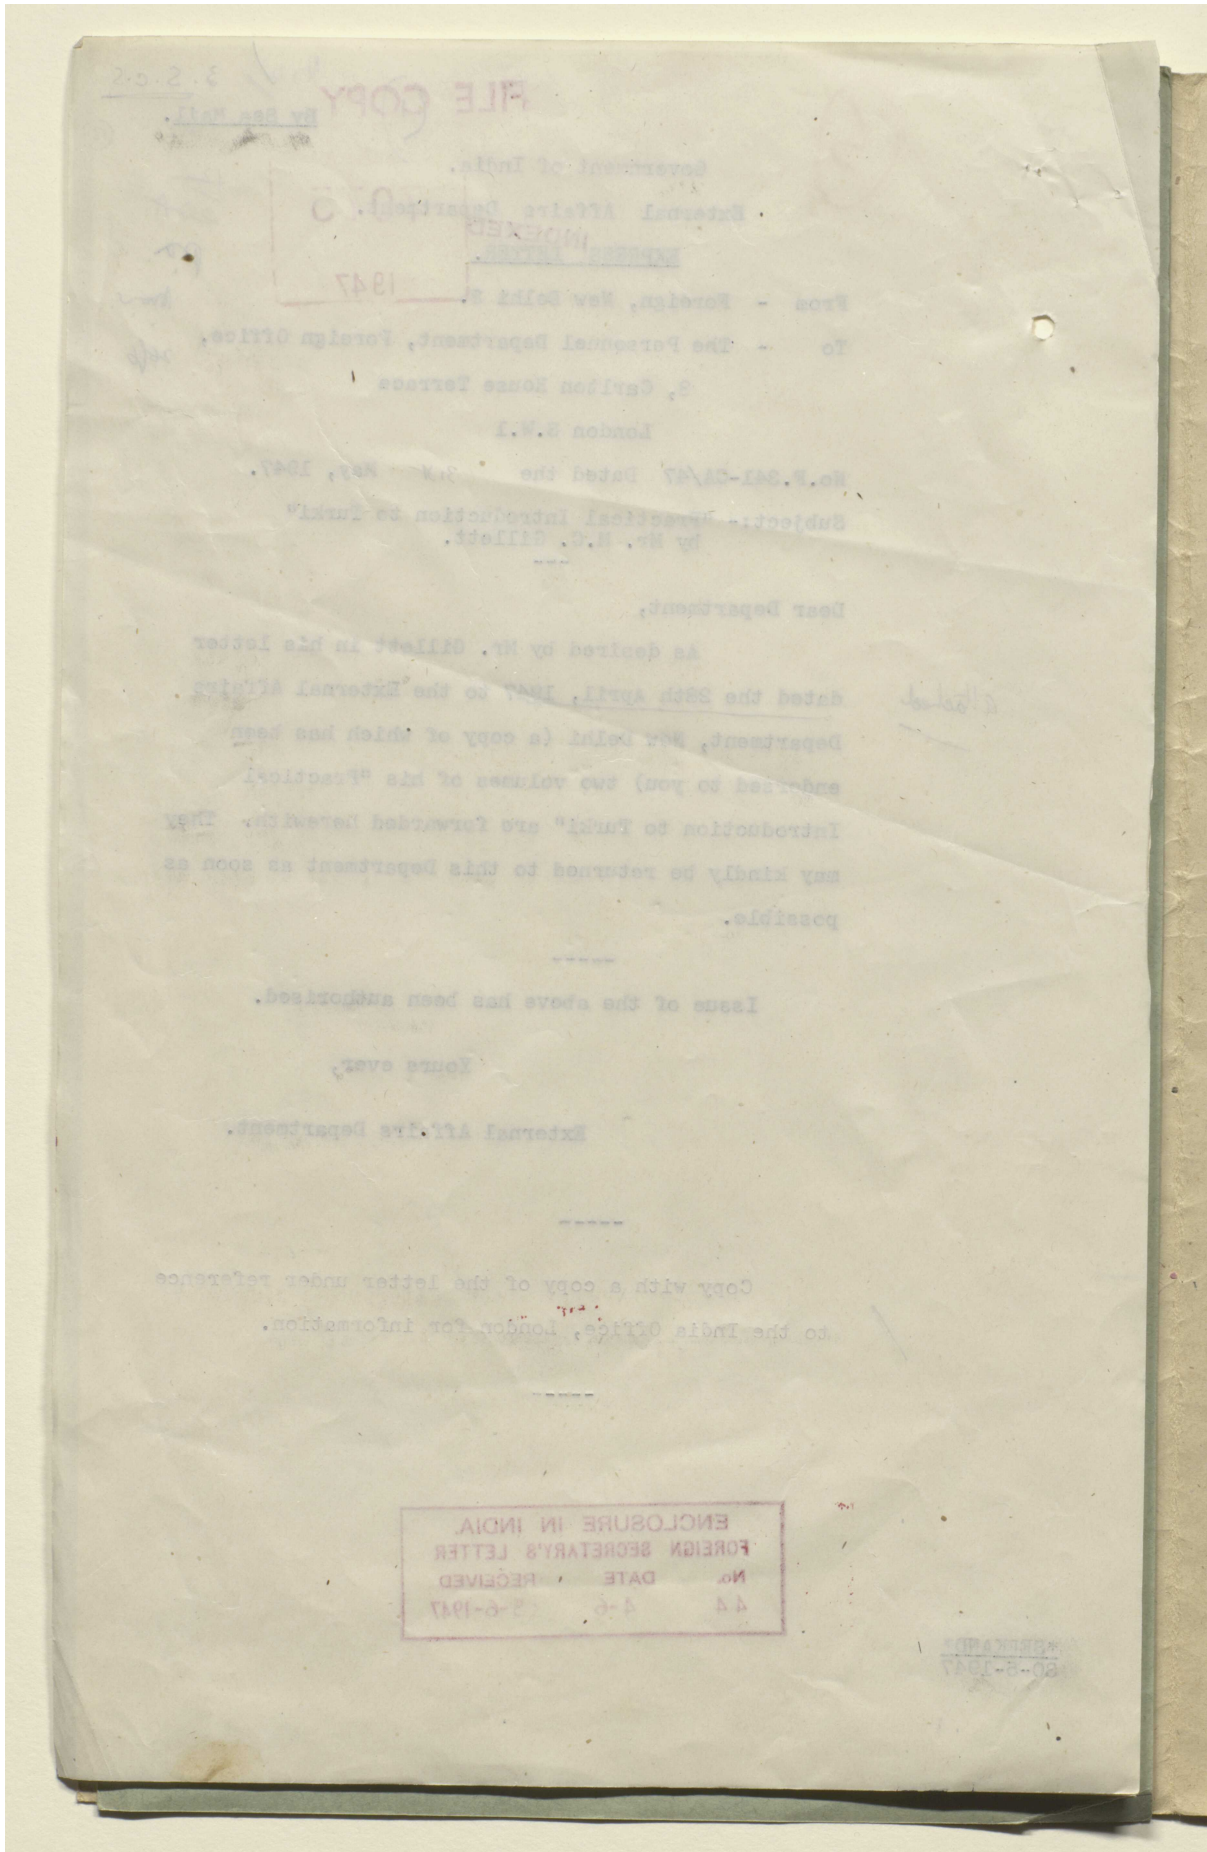 FILE COPY
By Sea Mail.
Government of India.
External Affairs Department.
INDEXED
EXPRESS LETTER.
1947
From - Foreign, New Delhi 3.
To - The Personnel Department, Foreign Office.
8, Carlton House Terrace
London S.W.1
No.F.341-CA/47 Dated the May, 1947.
Subject:- "Practical Introduction to Turki"
by Mr. M.C. Gillett.
---
Dear Department,
As desired by Mr. Gillett in his letter
dated the 28th April, 1947 to the External Affairs
attached
Department, New Delhi (a copy of which has been
endorsed to you) two volumes of his "Practical
Introduction to Turki" are forwarded herewith. They
may kindly be returned to this Department as soon as
possible.
-----
Issue of the above has been authorised.
Yours ever,
External Affairs Department.
-----
Copy with a copy of the letter under reference
to the India Office, London for information.
-----
ENCLOSURE IN INDIA.
FOREIGN SECRETARY'S LETTER
No. DATE RECEIVED
44 4-6 -6-1947